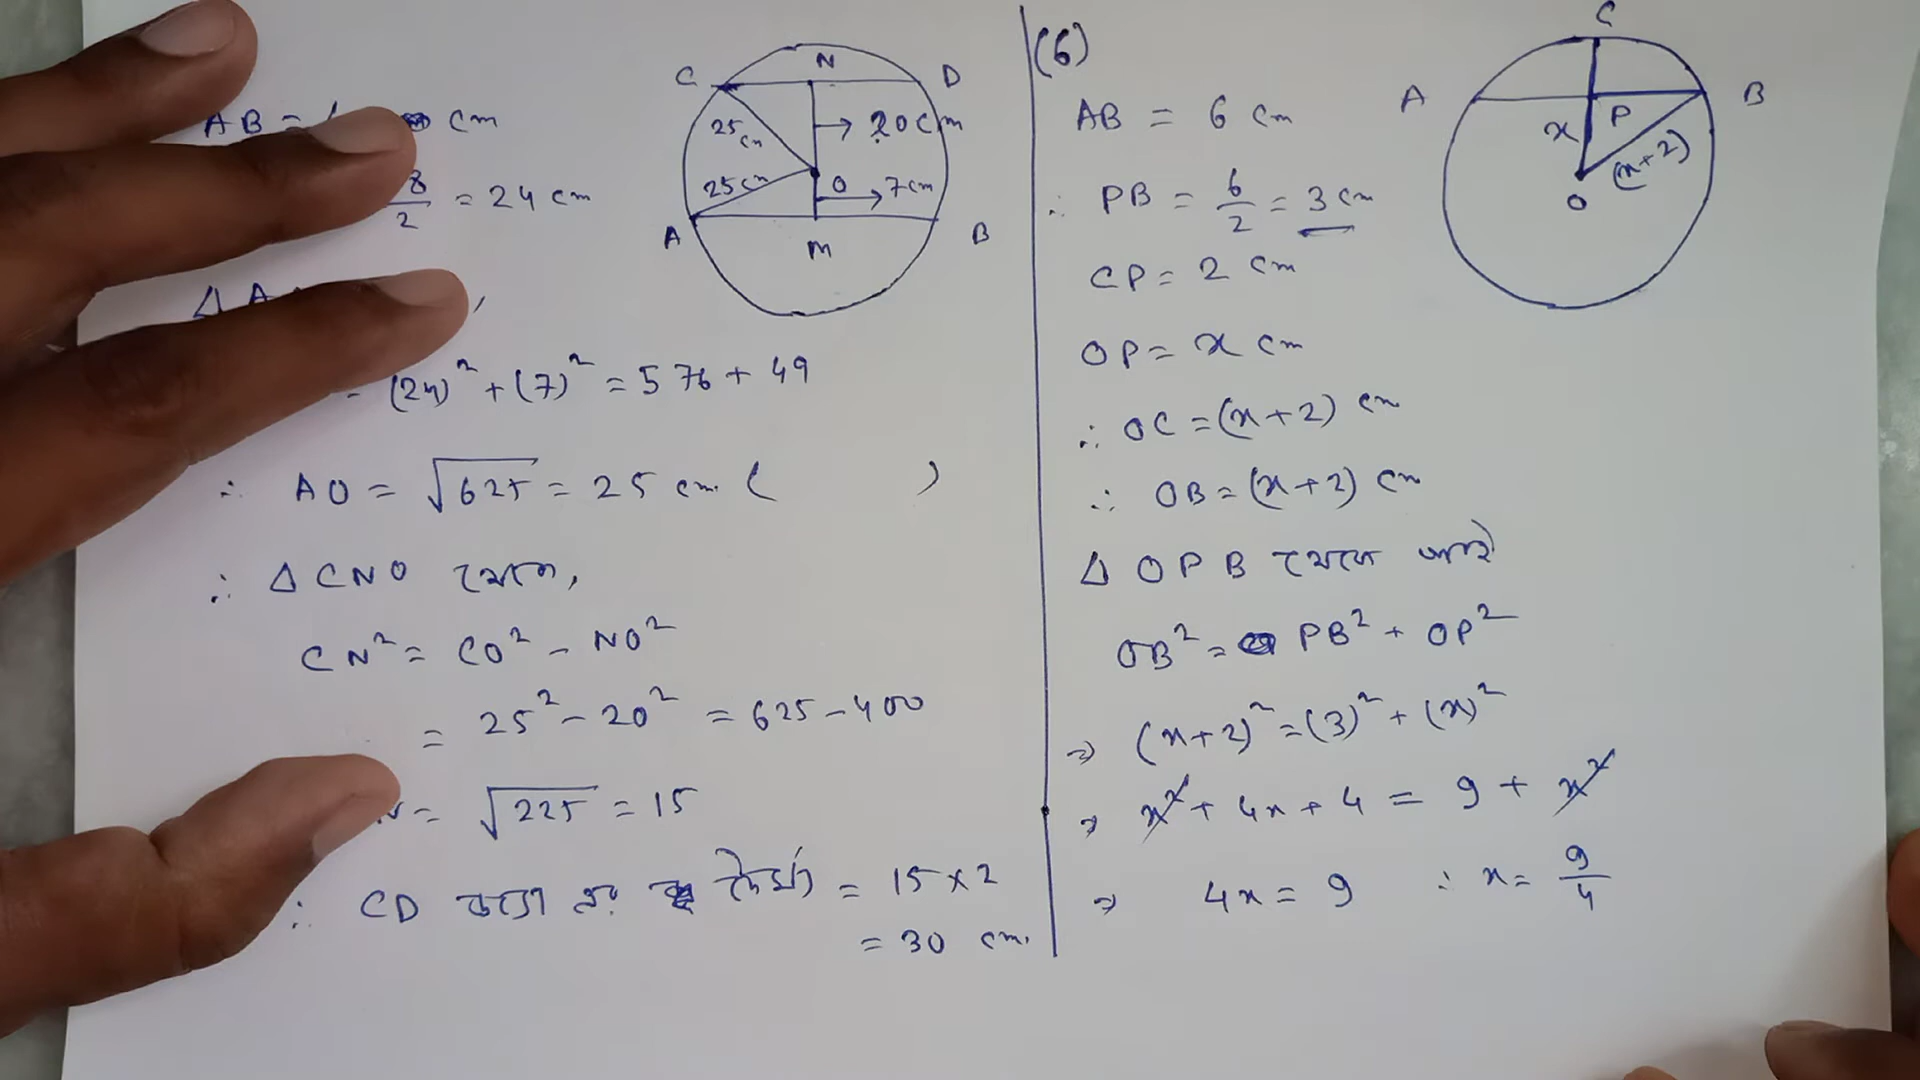 AB = cm
8/2 = 24 cm
Δ A
= (24)² + (7)² = 576 + 49
∴ AO = √625 = 25 cm. ( )
∴ Δ CNO থেকে,
CN² = CO² - NO²
= 25² - 20² = 625 - 400
= √225 = 15
∴ CD জ্যা এর দৈর্ঘ্য = 15 × 2
= 30 cm.
C N D
25 cm
20 cm
25 cm O 7 cm
A M B
(6)
AB = 6 cm
∴ PB = 6/2 = 3 cm
CP = 2 cm
OP = x cm
∴ OC = (x+2) cm
∴ OB = (x+2) cm
Δ OPB থেকে পাই
OB² = PB² + OP²
⇒ (x+2)² = (3)² + (x)²
⇒ x² + 4x + 4 = 9 + x²
⇒ 4x = 9 ∴ x = 9/4
C
A B
x P
(x+2)
O